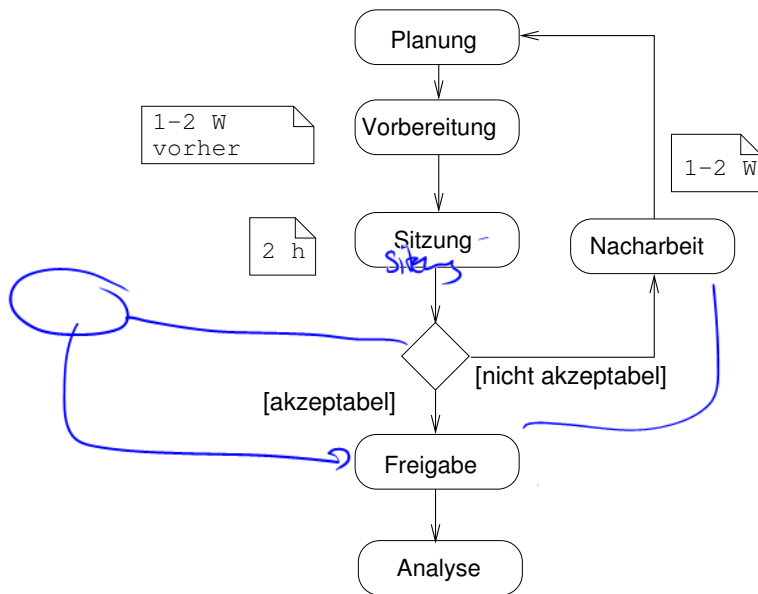 Planung
1-2 W
vorher
Vorbereitung
1-2 W
2 h
Sitzung
Nacharbeit
[nicht akzeptabel]
[akzeptabel]
Freigabe
Analyse